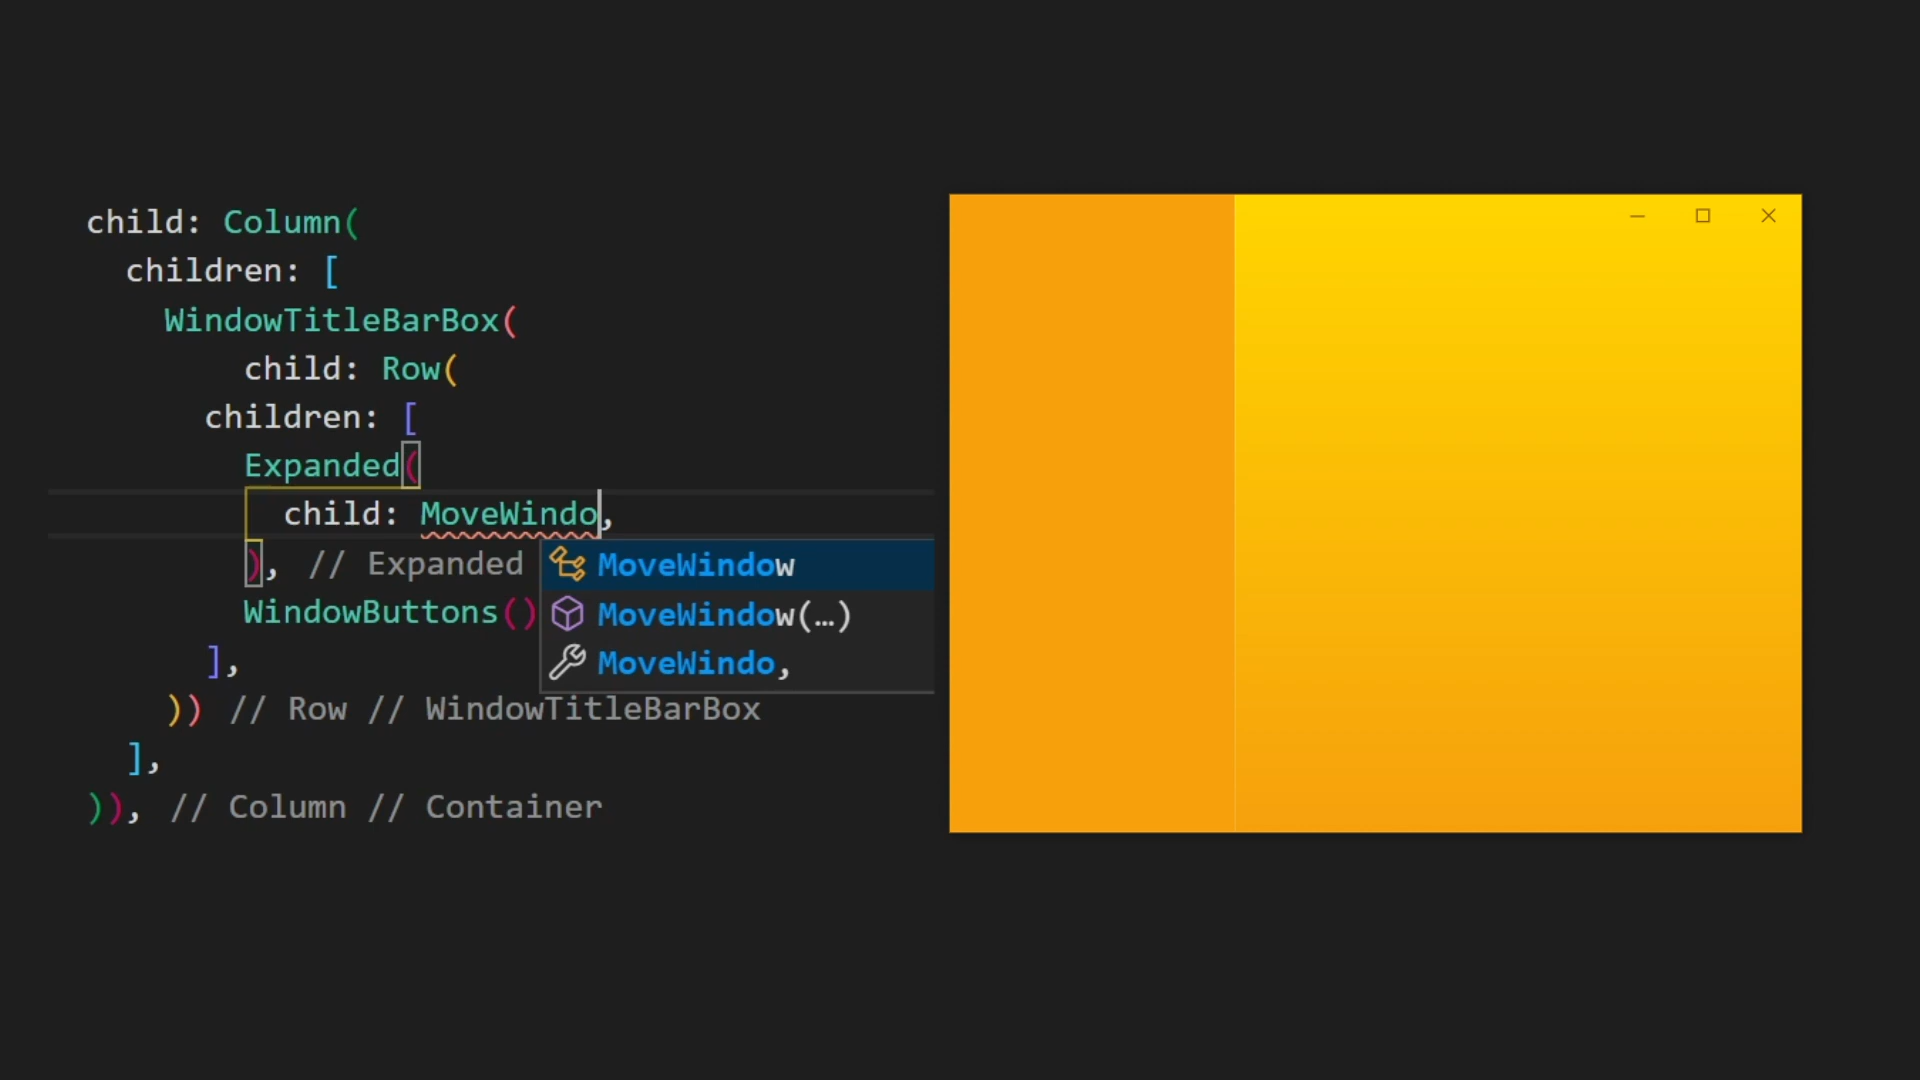 child: Column(
children: [
WindowTitleBarBox(
child: Row(
children: [
Expanded(
child: MoveWindo,
), // Expanded
MoveWindow
WindowButtons()
MoveWindow(…)
],
MoveWindo,
)) // Row // WindowTitleBarBox
],
)), // Column // Container